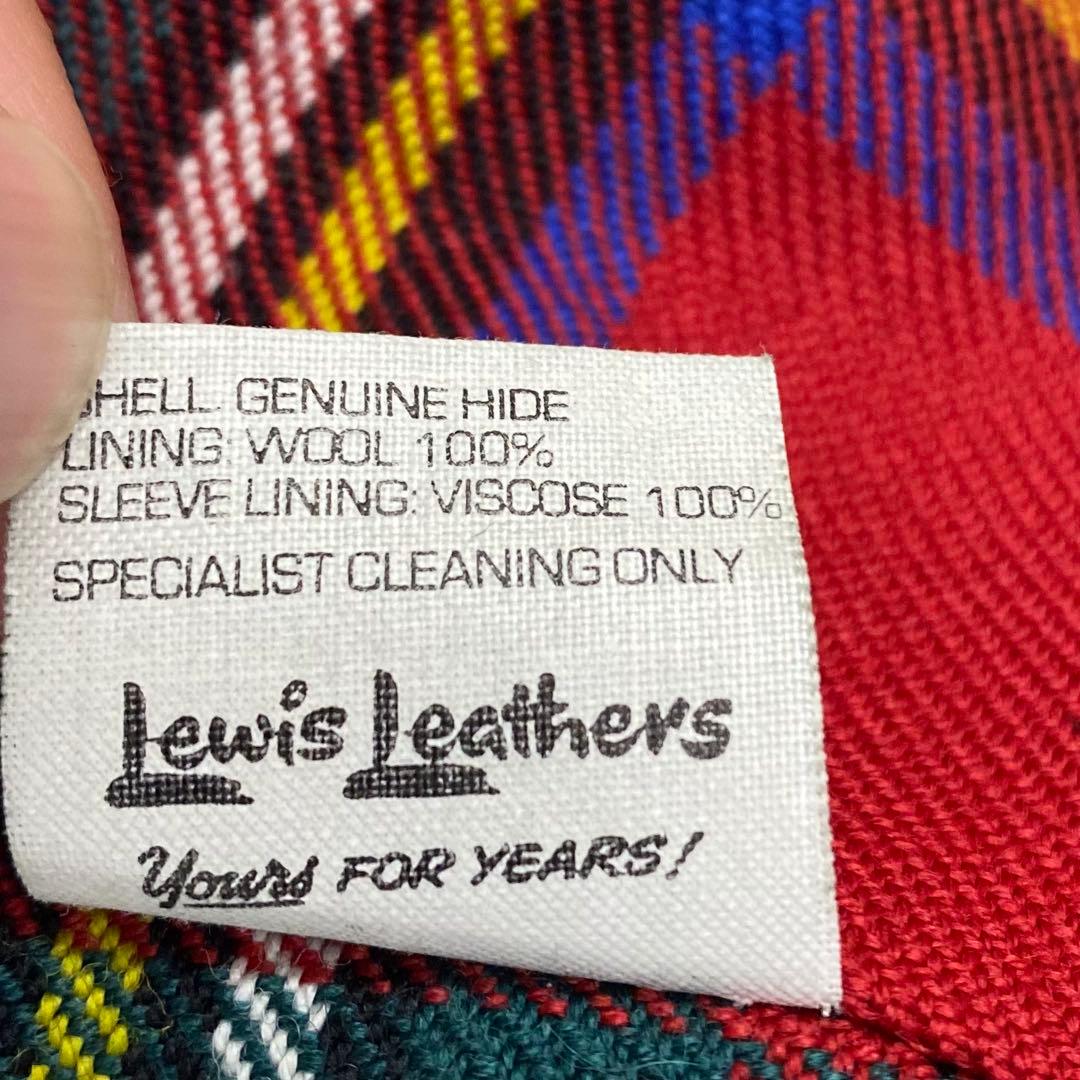 SHELL: GENUINE HIDE
LINING: WOOL 100%
SLEEVE LINING: VISCOSE 100%
SPECIALIST CLEANING ONLY
Lewis Leathers
Yours FOR YEARS!